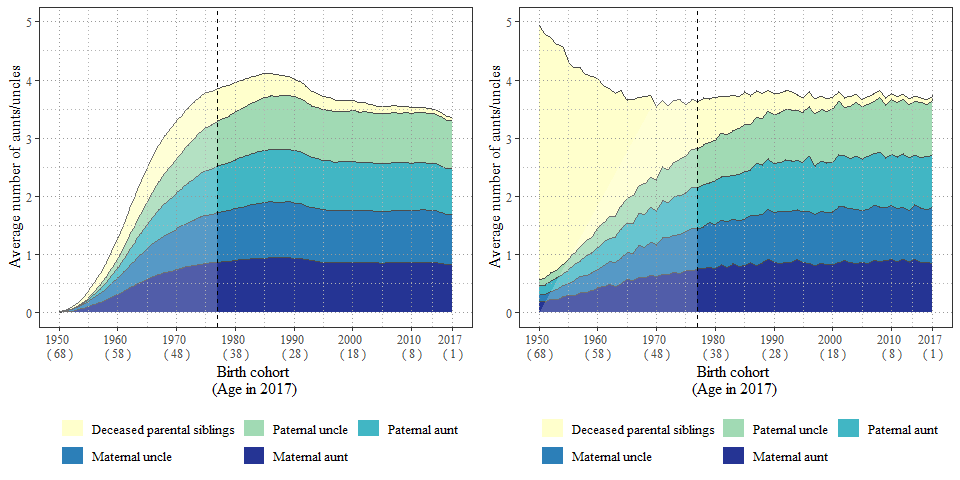 Average number of aunts/uncles
5
4
3
2
1
0
1950 1960 1970 1980 1990 2000 2010 2017
( 68 ) ( 58 ) ( 48 ) ( 38 ) ( 28 ) ( 18 ) ( 8 ) ( 1 )
Birth cohort
(Age in 2017)
Deceased parental siblings Paternal uncle Paternal aunt
Maternal uncle Maternal aunt
Average number of aunts/uncles
5
4
3
2
1
0
1950 1960 1970 1980 1990 2000 2010 2017
( 68 ) ( 58 ) ( 48 ) ( 38 ) ( 28 ) ( 18 ) ( 8 ) ( 1 )
Birth cohort
(Age in 2017)
Deceased parental siblings Paternal uncle Paternal aunt
Maternal uncle Maternal aunt